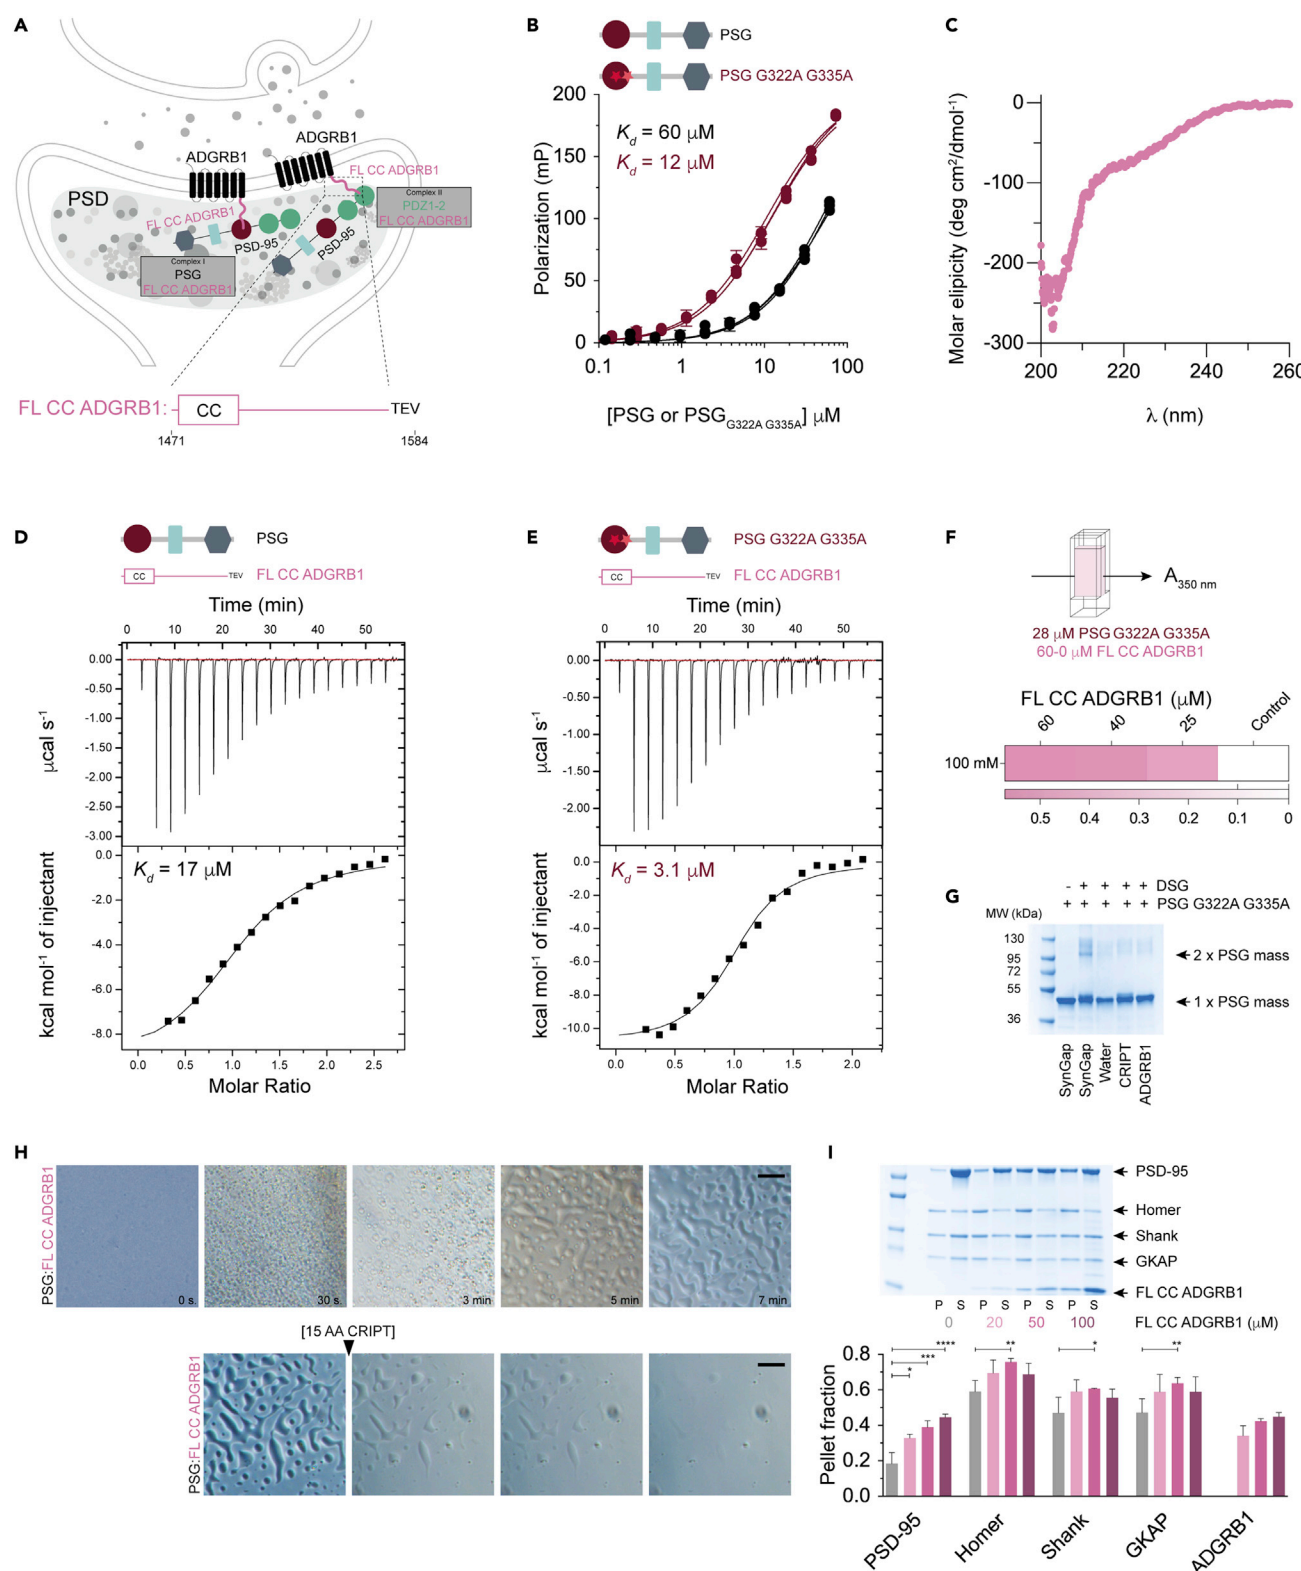 A
ADGRB1
ADGRB1
FL CC ADGRB1
PSD
FL CC ADGRB1
PSD-95
PSD-95
Complex II
PDZ1-2
FL CC ADGRB1
Complex I
PSG
FL CC ADGRB1
FL CC ADGRB1:
CC
TEV
1471
1584
B
PSG
PSG G322A G335A
200
150
100
50
0
Polarization (mP)
Kd = 60 μM
Kd = 12 μM
0.1 1 10 100
[PSG or PSG G322A G335A] μM
C
0
-100
-200
-300
Molar elipicity (deg cm²/dmol⁻¹)
200 220 240 260
λ (nm)
D
PSG
CC
TEV
FL CC ADGRB1
Time (min)
0 10 20 30 40 50
0.00
-0.50
-1.00
-1.50
-2.00
-2.50
-3.00
μcal s⁻¹
Kd = 17 μM
0.0
-2.0
-4.0
-6.0
-8.0
kcal mol⁻¹ of injectant
0.0 0.5 1.0 1.5 2.0 2.5
Molar Ratio
E
PSG G322A G335A
CC
TEV
FL CC ADGRB1
Time (min)
0 10 20 30 40 50
0.00
-0.50
-1.00
-1.50
-2.00
μcal s⁻¹
Kd = 3.1 μM
0.0
-2.0
-4.0
-6.0
-8.0
-10.0
kcal mol⁻¹ of injectant
0.0 0.5 1.0 1.5 2.0
Molar Ratio
F
A350 nm
28 μM PSG G322A G335A
60-0 μM FL CC ADGRB1
FL CC ADGRB1 (μM)
60 40 25 Control
100 mM
0.5 0.4 0.3 0.2 0.1 0
G
- + + + + DSG
+ + + + + PSG G322A G335A
MW (kDa)
130
95
72
55
36
2 x PSG mass
1 x PSG mass
SynGap
SynGap
Water
CRIPT
ADGRB1
H
PSG:FL CC ADGRB1
0 s.
30 s.
3 min
5 min
7 min
[15 AA CRIPT]
PSG:FL CC ADGRB1
I
PSD-95
Homer
Shank
GKAP
FL CC ADGRB1
P S P S P S P S
0 20 50 100 FL CC ADGRB1 (μM)
****
***
*
**
*
**
0.8
0.6
0.4
0.2
0.0
Pellet fraction
PSD-95
Homer
Shank
GKAP
ADGRB1